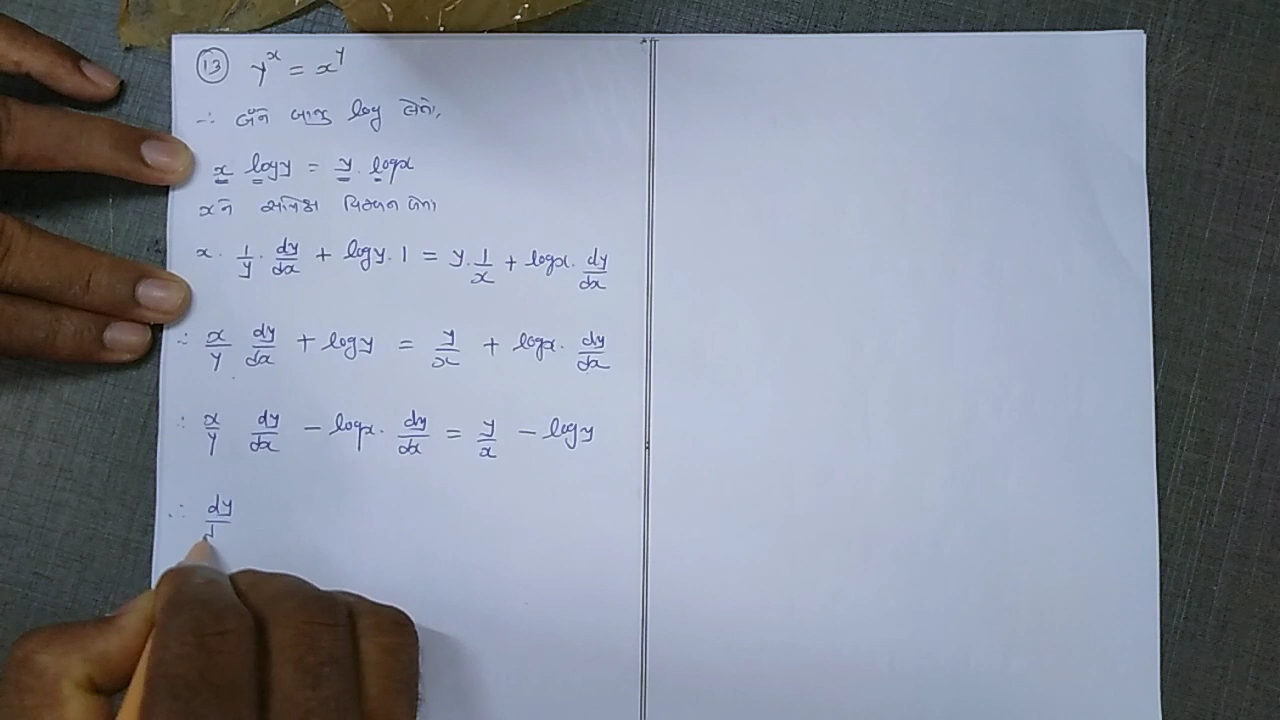 (13) y^x = x^y
∴ બંને બાજુ log લેતાં,
x log y = y . log x
x ને સાપેક્ષ વિકલન લેતાં
x . 1/y . dy/dx + log y . 1 = y . 1/x + log x . dy/dx
∴ x/y dy/dx + log y = y/x + log x . dy/dx
∴ x/y dy/dx − log x . dy/dx = y/x − log y
∴ dy/d